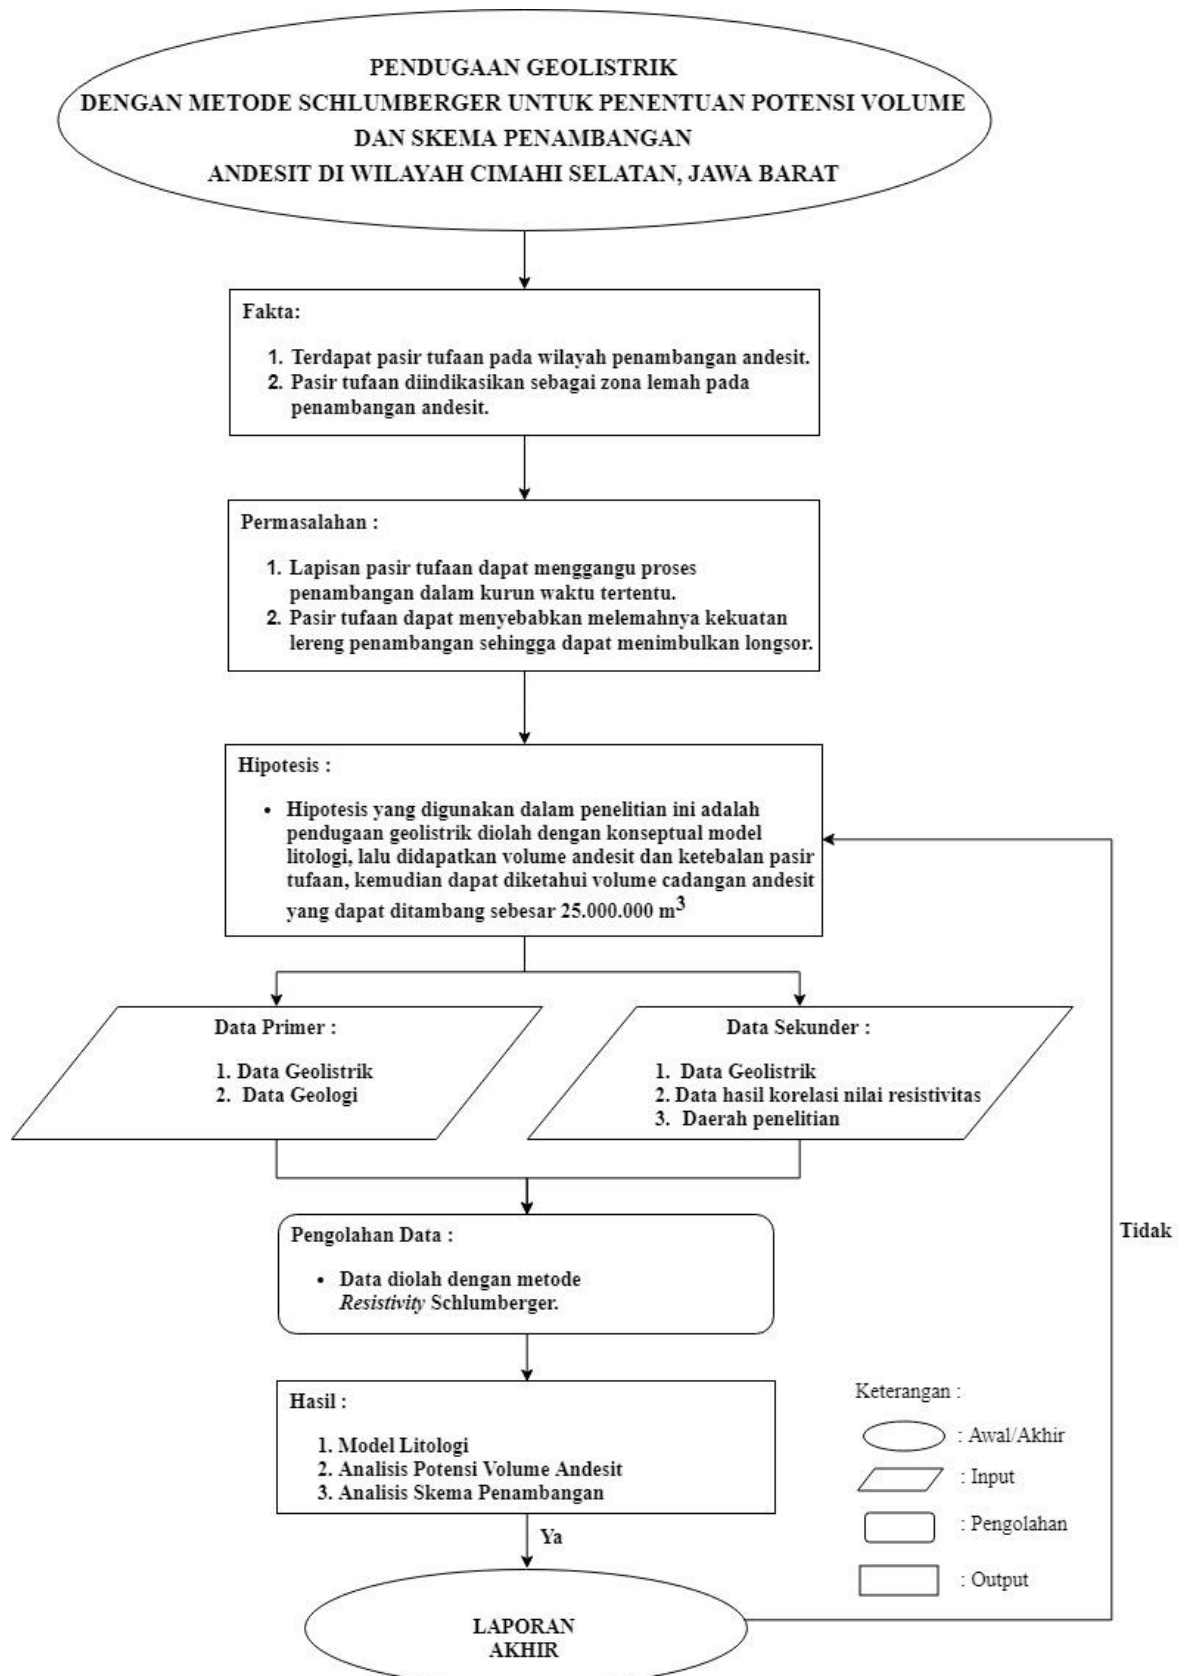 PENDUGAAN GEOLISTRIK
DENGAN METODE SCHLUMBERGER UNTUK PENENTUAN POTENSI VOLUME
DAN SKEMA PENAMBANGAN
ANDESIT DI WILAYAH CIMAHI SELATAN, JAWA BARAT
Fakta:
1. Terdapat pasir tufaan pada wilayah penambangan andesit.
2. Pasir tufaan diindikasikan sebagai zona lemah pada
penambangan andesit.
Permasalahan :
1. Lapisan pasir tufaan dapat menggangu proses
penambangan dalam kurun waktu tertentu.
2. Pasir tufaan dapat menyebabkan melemahnya kekuatan
lereng penambangan sehingga dapat menimbulkan longsor.
Hipotesis :
• Hipotesis yang digunakan dalam penelitian ini adalah
pendugaan geolistrik diolah dengan konseptual model
litologi, lalu didapatkan volume andesit dan ketebalan pasir
tufaan, kemudian dapat diketahui volume cadangan andesit
yang dapat ditambang sebesar 25.000.000 m³
Data Primer :
1. Data Geolistrik
2. Data Geologi
Data Sekunder :
1. Data Geolistrik
2. Data hasil korelasi nilai resistivitas
3. Daerah penelitian
Pengolahan Data :
• Data diolah dengan metode
Resistivity Schlumberger.
Tidak
Hasil :
1. Model Litologi
2. Analisis Potensi Volume Andesit
3. Analisis Skema Penambangan
Ya
LAPORAN
AKHIR
Keterangan :
: Awal/Akhir
: Input
: Pengolahan
: Output